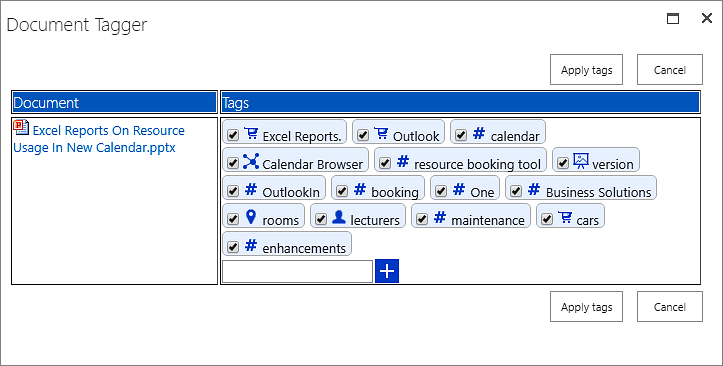 Document Tagger
Apply tags Cancel
Document Tags
Excel Reports On Resource
Usage In New Calendar.pptx
Excel Reports. # Outlook # calendar
Calendar Browser # resource booking tool version
# OutlookIn # booking # One # Business Solutions
rooms lecturers # maintenance cars
# enhancements
Apply tags Cancel